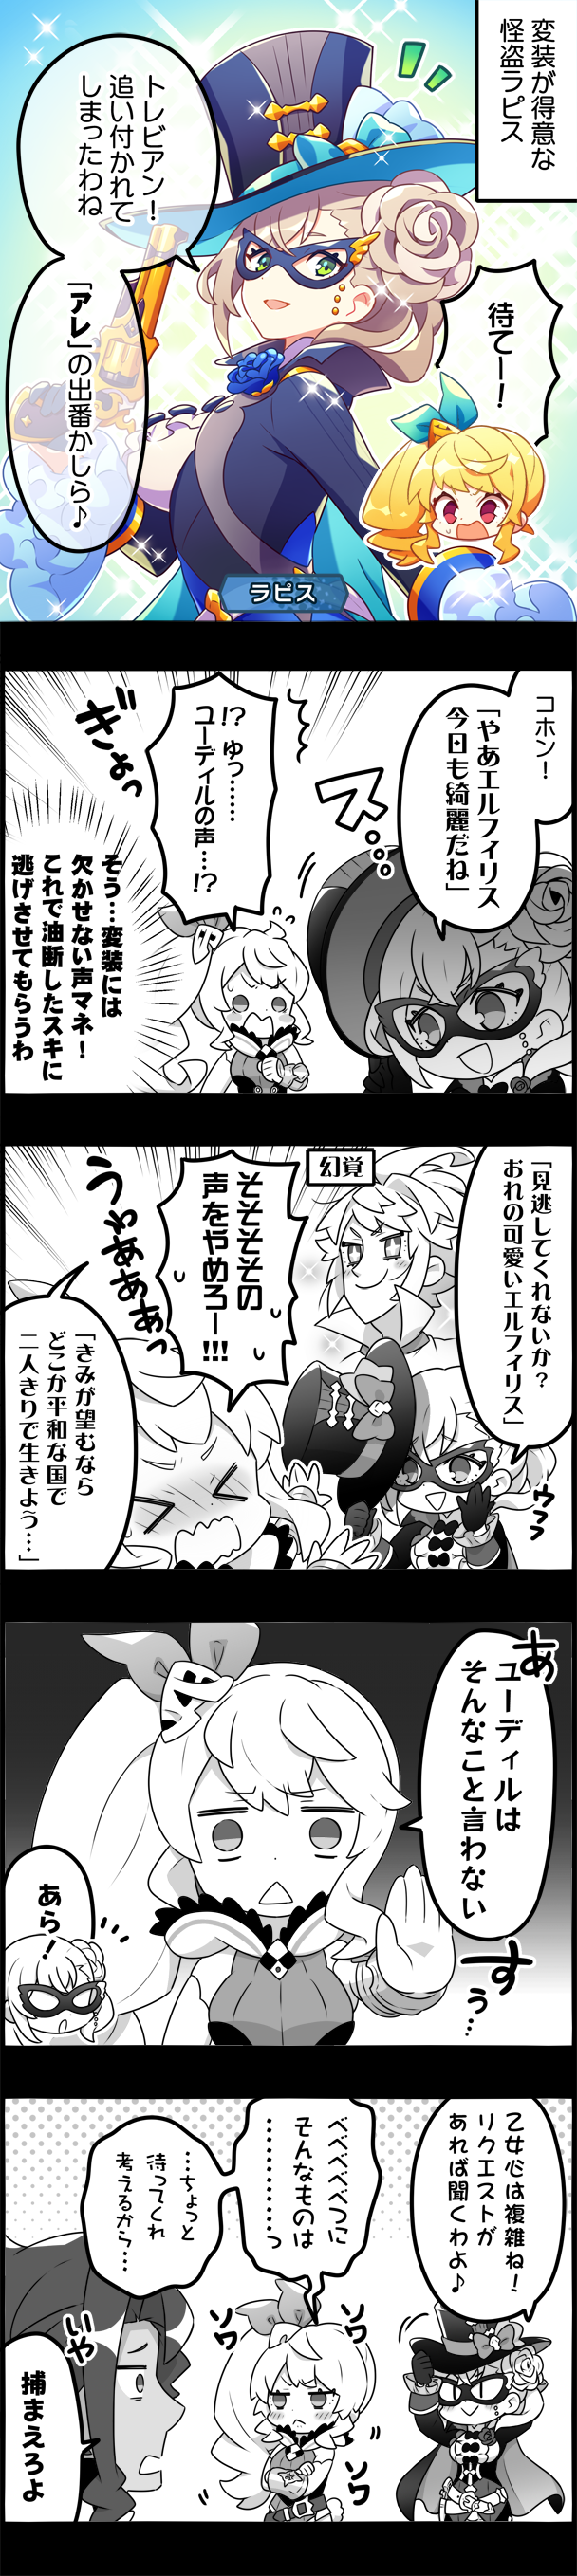 変装が得意な
怪盗ラピス
トレビアン！
追い付かれて
しまったわね
「アレ」の出番かしら♪
待てー！
ラピス
コホン！
「やあエルフィリス
今日も綺麗だね」
ス…
!? ゆっ……
ユーディルの声…!?
ぎょっ
そう…変装には
欠かせない声マネ！
これで油断したスキに
逃げさせてもらうわ
「見逃してくれないか？
おれの可愛いエルフィリス」
幻覚
そそそそその
声をやめろー!!!
うわあああっ
「きみが望むなら
どこか平和な国で
二人きりで生きよう…」
ウフフ
あ
ユーディルは
そんなこと言わない
すぅ…
あら！
乙女心は複雑ね！
リクエストが
あれば聞くわよ♪
べべべべべつに
そんなものは
…………っ
…ちょっと
待ってくれ
考えるから…
ソワ
ソワ
ソワ
いや
捕まえろよ